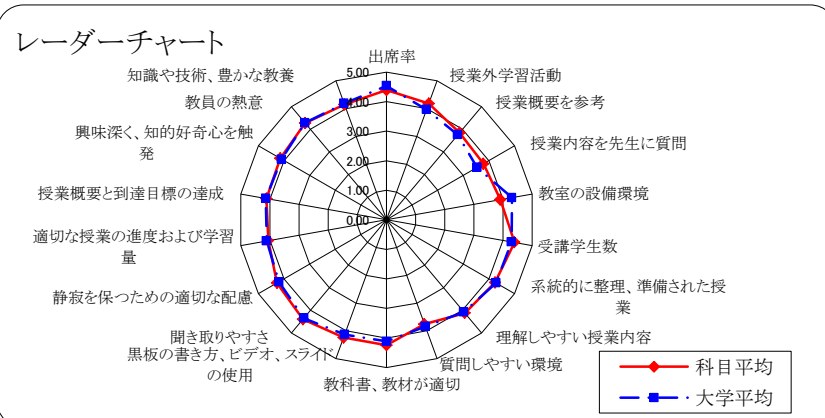 レーダーチャート
出席率
授業外学習活動
授業概要を参考
授業内容を先生に質問
教室の設備環境
受講学生数
系統的に整理、準備された授
業
理解しやすい授業内容
質問しやすい環境
教科書、教材が適切
黒板の書き方、ビデオ、スライド
の使用
聞き取りやすさ
静寂を保つための適切な配慮
適切な授業の進度および学習
量
授業概要と到達目標の達成
興味深く、知的好奇心を触
発
教員の熱意
知識や技術、豊かな教養
5.00
4.00
3.00
2.00
1.00
0.00
科目平均
大学平均